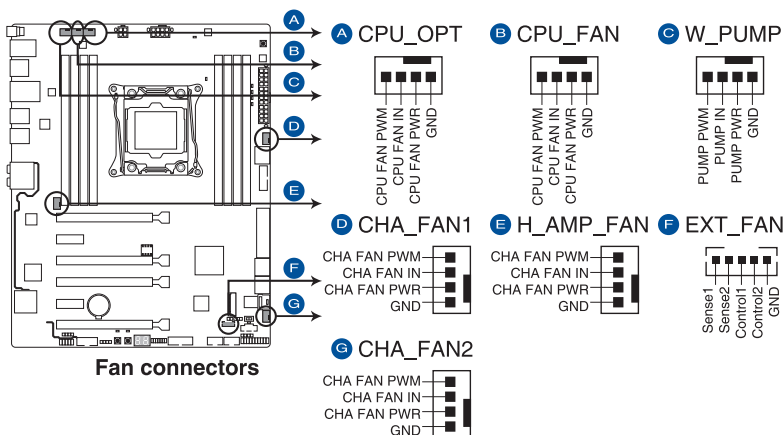 A
B
C
D
E
F
G
Fan connectors
A CPU_OPT
CPU FAN PWM
CPU FAN IN
CPU FAN PWR
GND
B CPU_FAN
CPU FAN PWM
CPU FAN IN
CPU FAN PWR
GND
C W_PUMP
PUMP PWM
PUMP IN
PUMP PWR
GND
D CHA_FAN1
CHA FAN PWM
CHA FAN IN
CHA FAN PWR
GND
E H_AMP_FAN
CHA FAN PWM
CHA FAN IN
CHA FAN PWR
GND
F EXT_FAN
Sense1
Sense2
Control1
Control2
GND
G CHA_FAN2
CHA FAN PWM
CHA FAN IN
CHA FAN PWR
GND